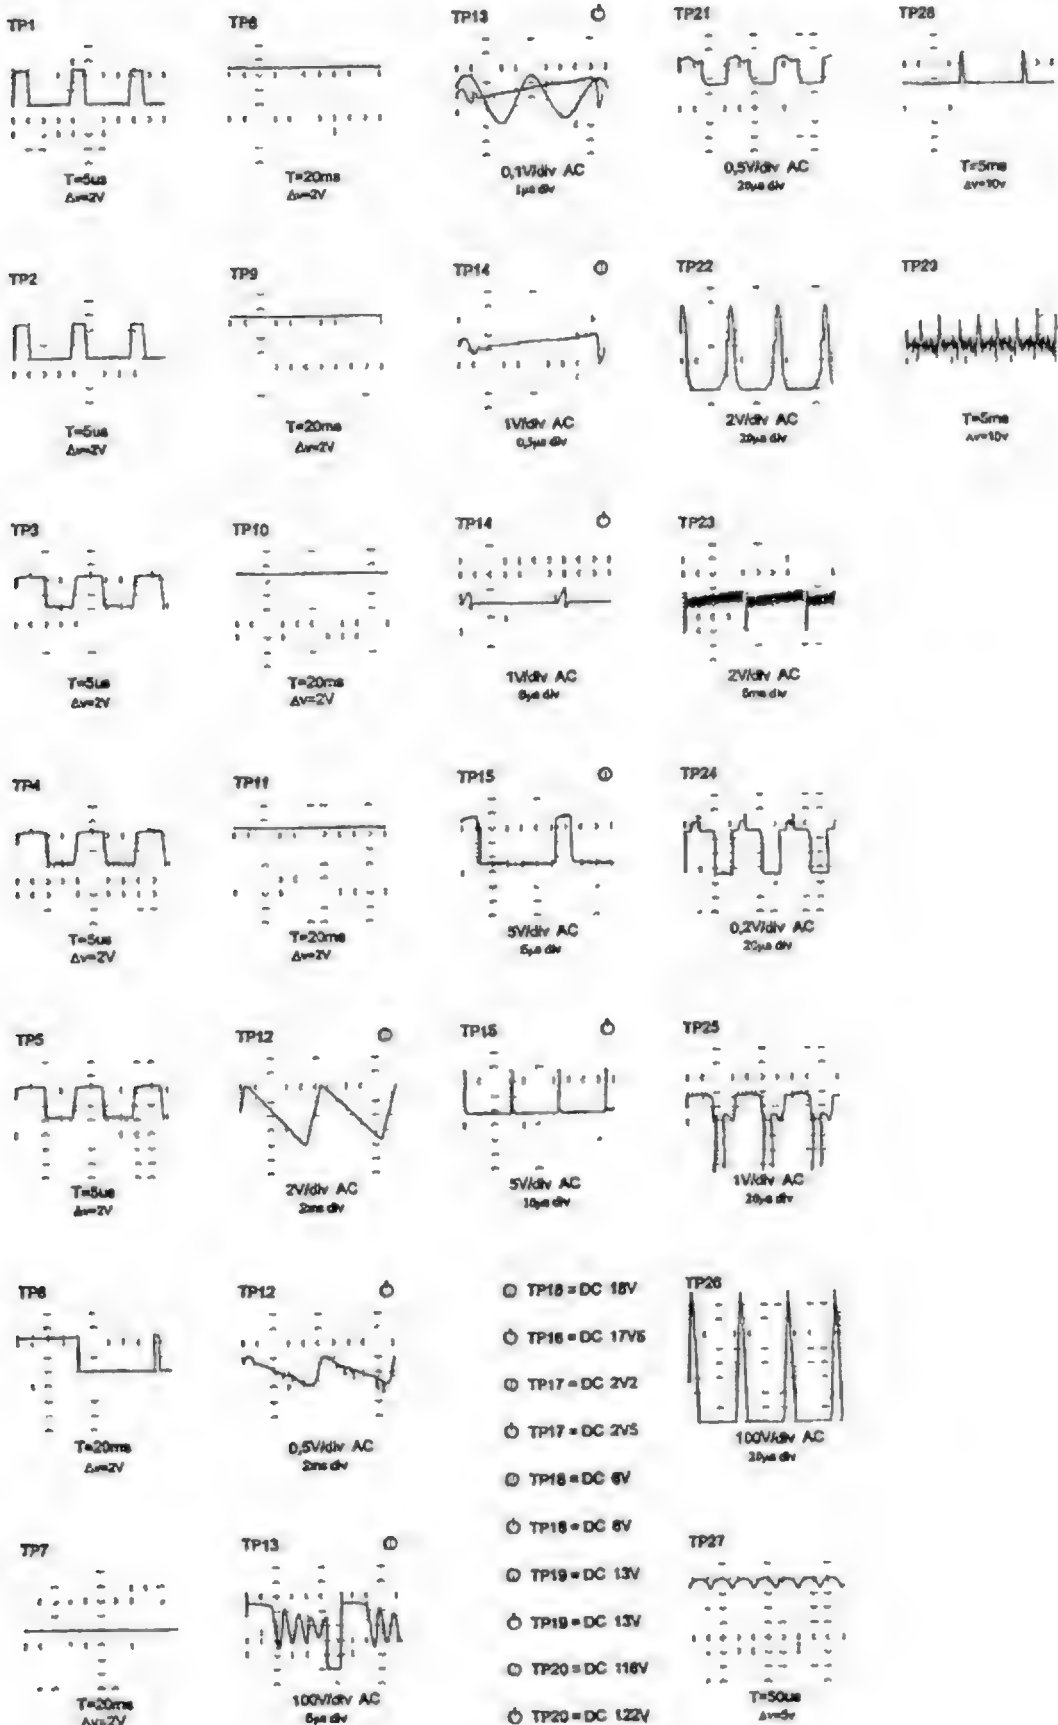 TP1
T=5us
Δv=2V
TP2
T=5us
Δv=2V
TP3
T=5us
Δv=2V
TP4
T=5us
Δv=2V
TP5
T=5us
Δv=2V
TP6
T=20ms
Δv=2V
TP7
T=20ms
Δv=2V
TP8
T=20ms
Δv=2V
TP9
T=20ms
Δv=2V
TP10
T=20ms
Δv=2V
TP11
T=20ms
Δv=2V
TP12
2V/div AC
2ms div
TP12
0,5V/div AC
2ms div
TP13
100V/div AC
5µs div
TP13
0,1V/div AC
1µs div
TP14
1V/div AC
0,5µs div
TP14
1V/div AC
5µs div
TP15
5V/div AC
5µs div
TP15
5V/div AC
10µs div
TP16 = DC 17V5
TP17 = DC 2V2
TP17 = DC 2V5
TP18 = DC 6V
TP19 = DC 13V
TP19 = DC 13V
TP20 = DC 116V
TP20 = DC 122V
TP21
0,5V/div AC
20µs div
TP22
2V/div AC
20µs div
TP23
2V/div AC
5ms div
TP24
0,2V/div AC
20µs div
TP25
1V/div AC
20µs div
TP26
100V/div AC
20µs div
TP27
T=50us
Δv=5v
TP28
T=5ms
Δv=10v
TP29
T=5ms
Δv=10v